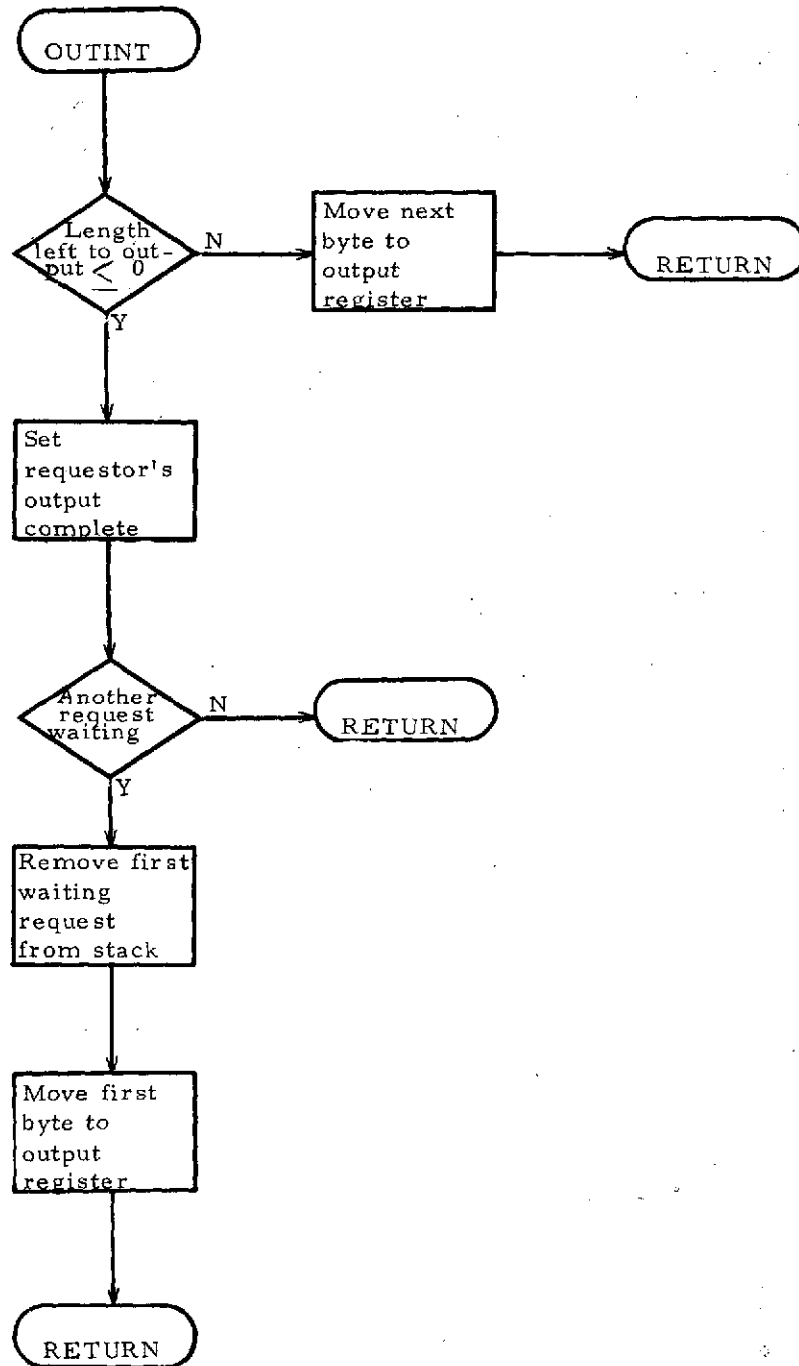 OUTINT
Length
left to out-
put ≤ 0
N
Move next
byte to
output
register
RETURN
Y
Set
requestor's
output
complete
Another
request
waiting
N
RETURN
Y
Remove first
waiting
request
from stack
Move first
byte to
output
register
RETURN